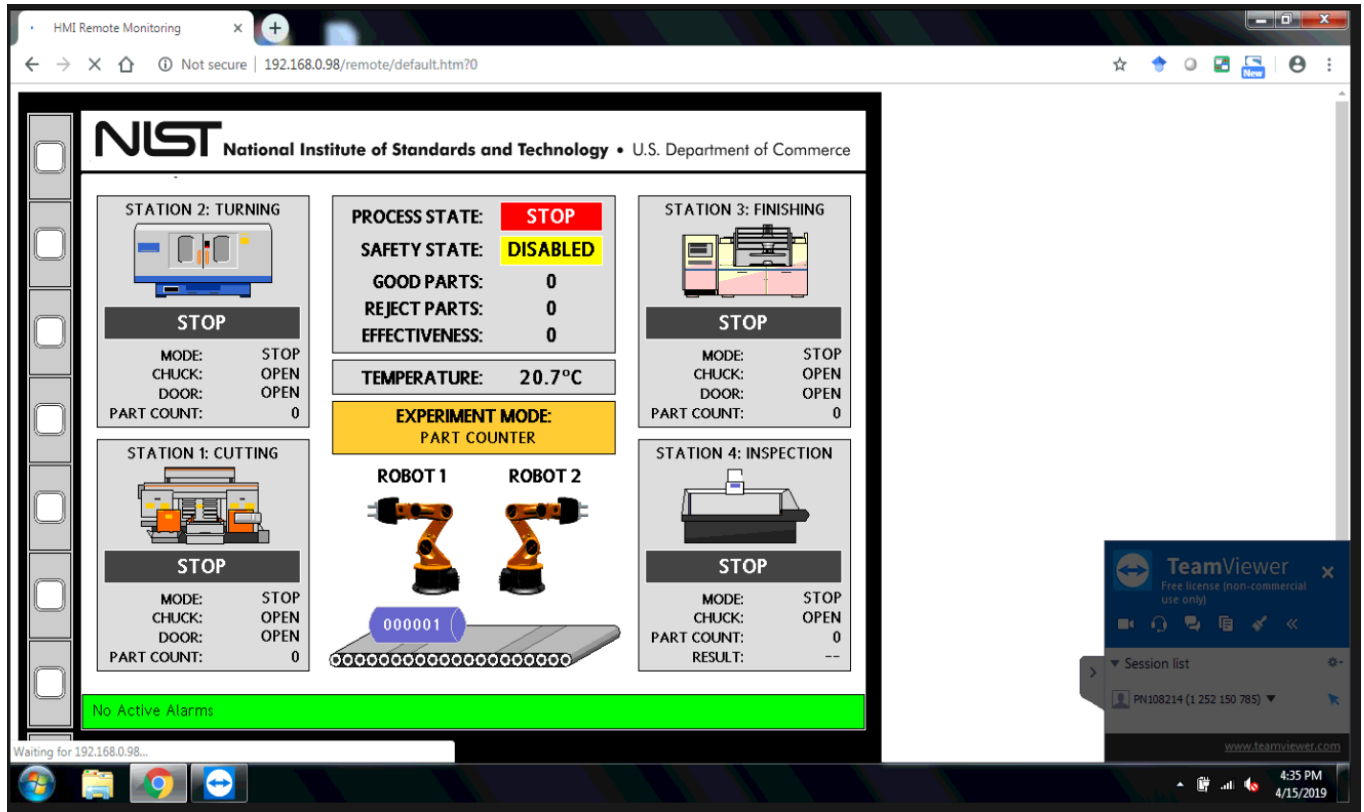 HMI Remote Monitoring
Not secure | 192.168.0.98/remote/default.htm?0
New
NIST National Institute of Standards and Technology • U.S. Department of Commerce
STATION 2: TURNING
STOP
MODE: STOP
CHUCK: OPEN
DOOR: OPEN
PART COUNT: 0
STATION 1: CUTTING
STOP
MODE: STOP
CHUCK: OPEN
DOOR: OPEN
PART COUNT: 0
PROCESS STATE: STOP
SAFETY STATE: DISABLED
GOOD PARTS: 0
REJECT PARTS: 0
EFFECTIVENESS: 0
TEMPERATURE: 20.7°C
EXPERIMENT MODE:
PART COUNTER
ROBOT 1 ROBOT 2
000001
STATION 3: FINISHING
STOP
MODE: STOP
CHUCK: OPEN
DOOR: OPEN
PART COUNT: 0
STATION 4: INSPECTION
STOP
MODE: STOP
CHUCK: OPEN
PART COUNT: 0
RESULT: --
No Active Alarms
Waiting for 192.168.0.98...
TeamViewer
Free license (non-commercial
use only)
Session list
PN108214 (1 252 150 785)
www.teamviewer.com
4:35 PM
4/15/2019